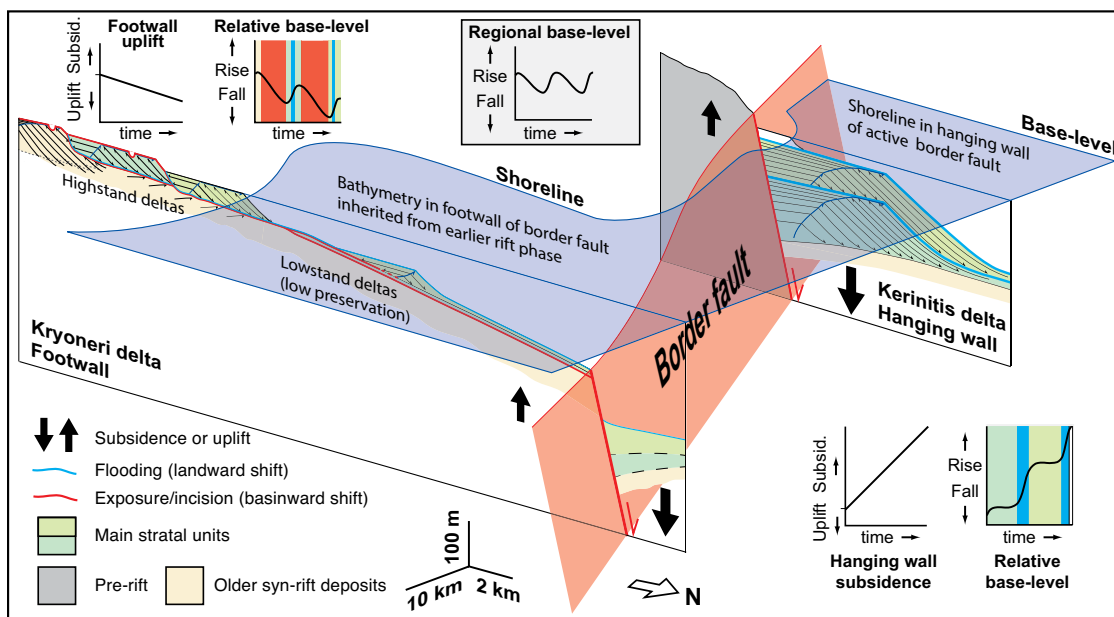 Footwall
uplift
Uplift Subsid.
time
Relative base-level
Rise
Fall
time
Regional base-level
Rise
Fall
time
Shoreline in hanging wall
of active border fault
Base-level
Shoreline
Bathymetry in footwall of border fault
inherited from earlier rift phase
Highstand deltas
Lowstand deltas
(low preservation)
Border fault
Kerinitis delta
Hanging wall
Kryoneri delta
Footwall
Subsidence or uplift
Flooding (landward shift)
Exposure/incision (basinward shift)
Main stratal units
Pre-rift
Older syn-rift deposits
100 m
10 km
2 km
N
Uplift Subsid.
time
Hanging wall
subsidence
Rise
Fall
time
Relative
base-level